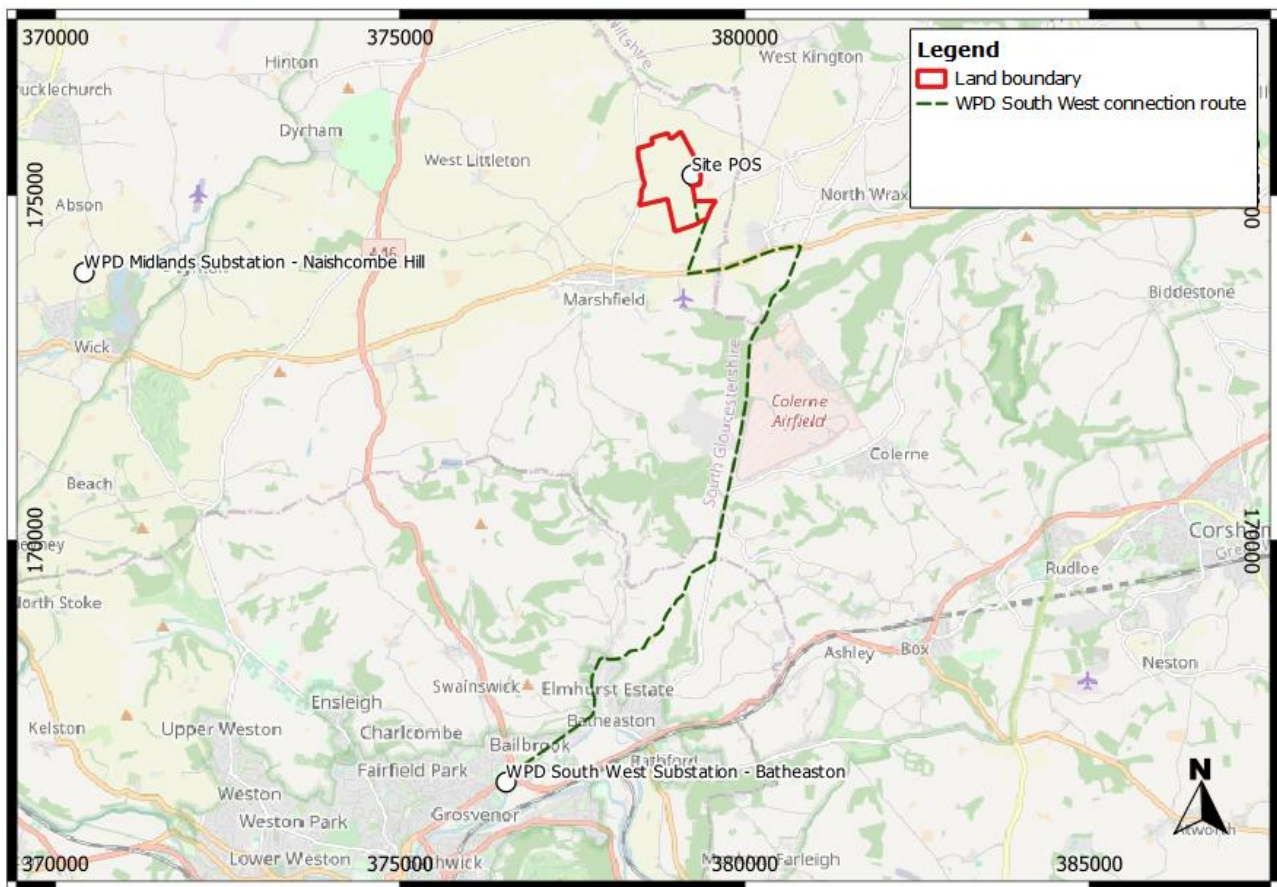 370000
375000
380000
Legend
Land boundary
WPD South West connection route
Wiltshire
West Kington
Hinton
Pucklechurch
Dyrham
West Littleton
Site POS
175000
North Wrax
Abson
A 46
WPD Midlands Substation - Naishcombe Hill
Marshfield
Biddestone
Wick
South Gloucestershire
Colerne
Airfield
Colerne
Beach
170000
170000
Corsham
Rudloe
North Stoke
Ashley
Box
Neston
Swainswick
Elmhurst Estate
Ensleigh
Batheaston
Kelston
Upper Weston
Charlcombe
Bailbrook
Bathford
Fairfield Park
WPD South West Substation - Batheaston
Weston
Grosvenor
N
Weston Park
Lower Weston
Farleigh
370000
375000
380000
385000